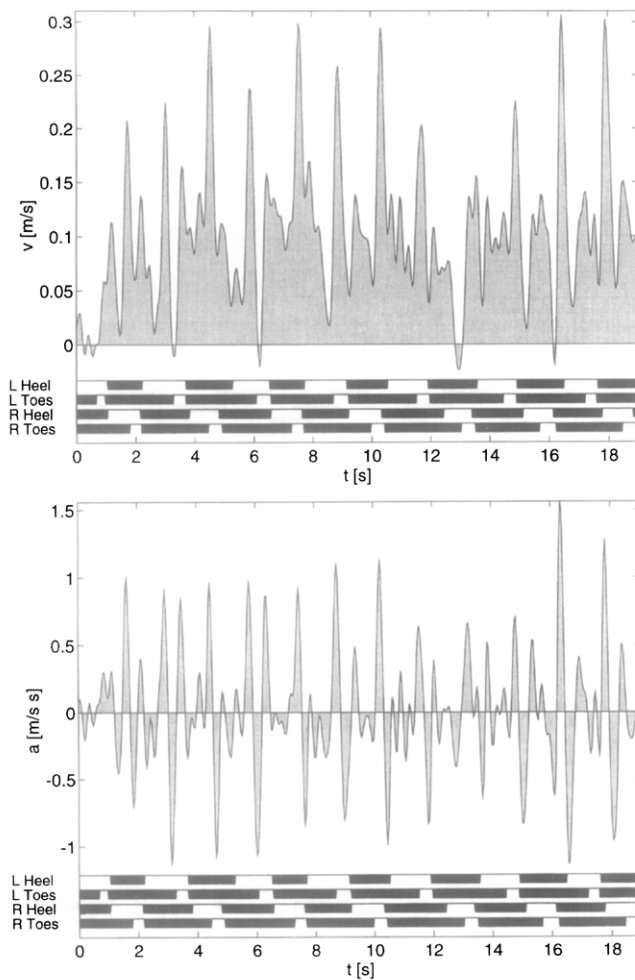 0.3
0.25
0.2
0.15
0.1
0.05
0
v [m/s]
L Heel
L Toes
R Heel
R Toes
0 2 4 6 8 10 12 14 16 18
t [s]
1.5
1
0.5
0
-0.5
-1
a [m/s s]
L Heel
L Toes
R Heel
R Toes
0 2 4 6 8 10 12 14 16 18
t [s]